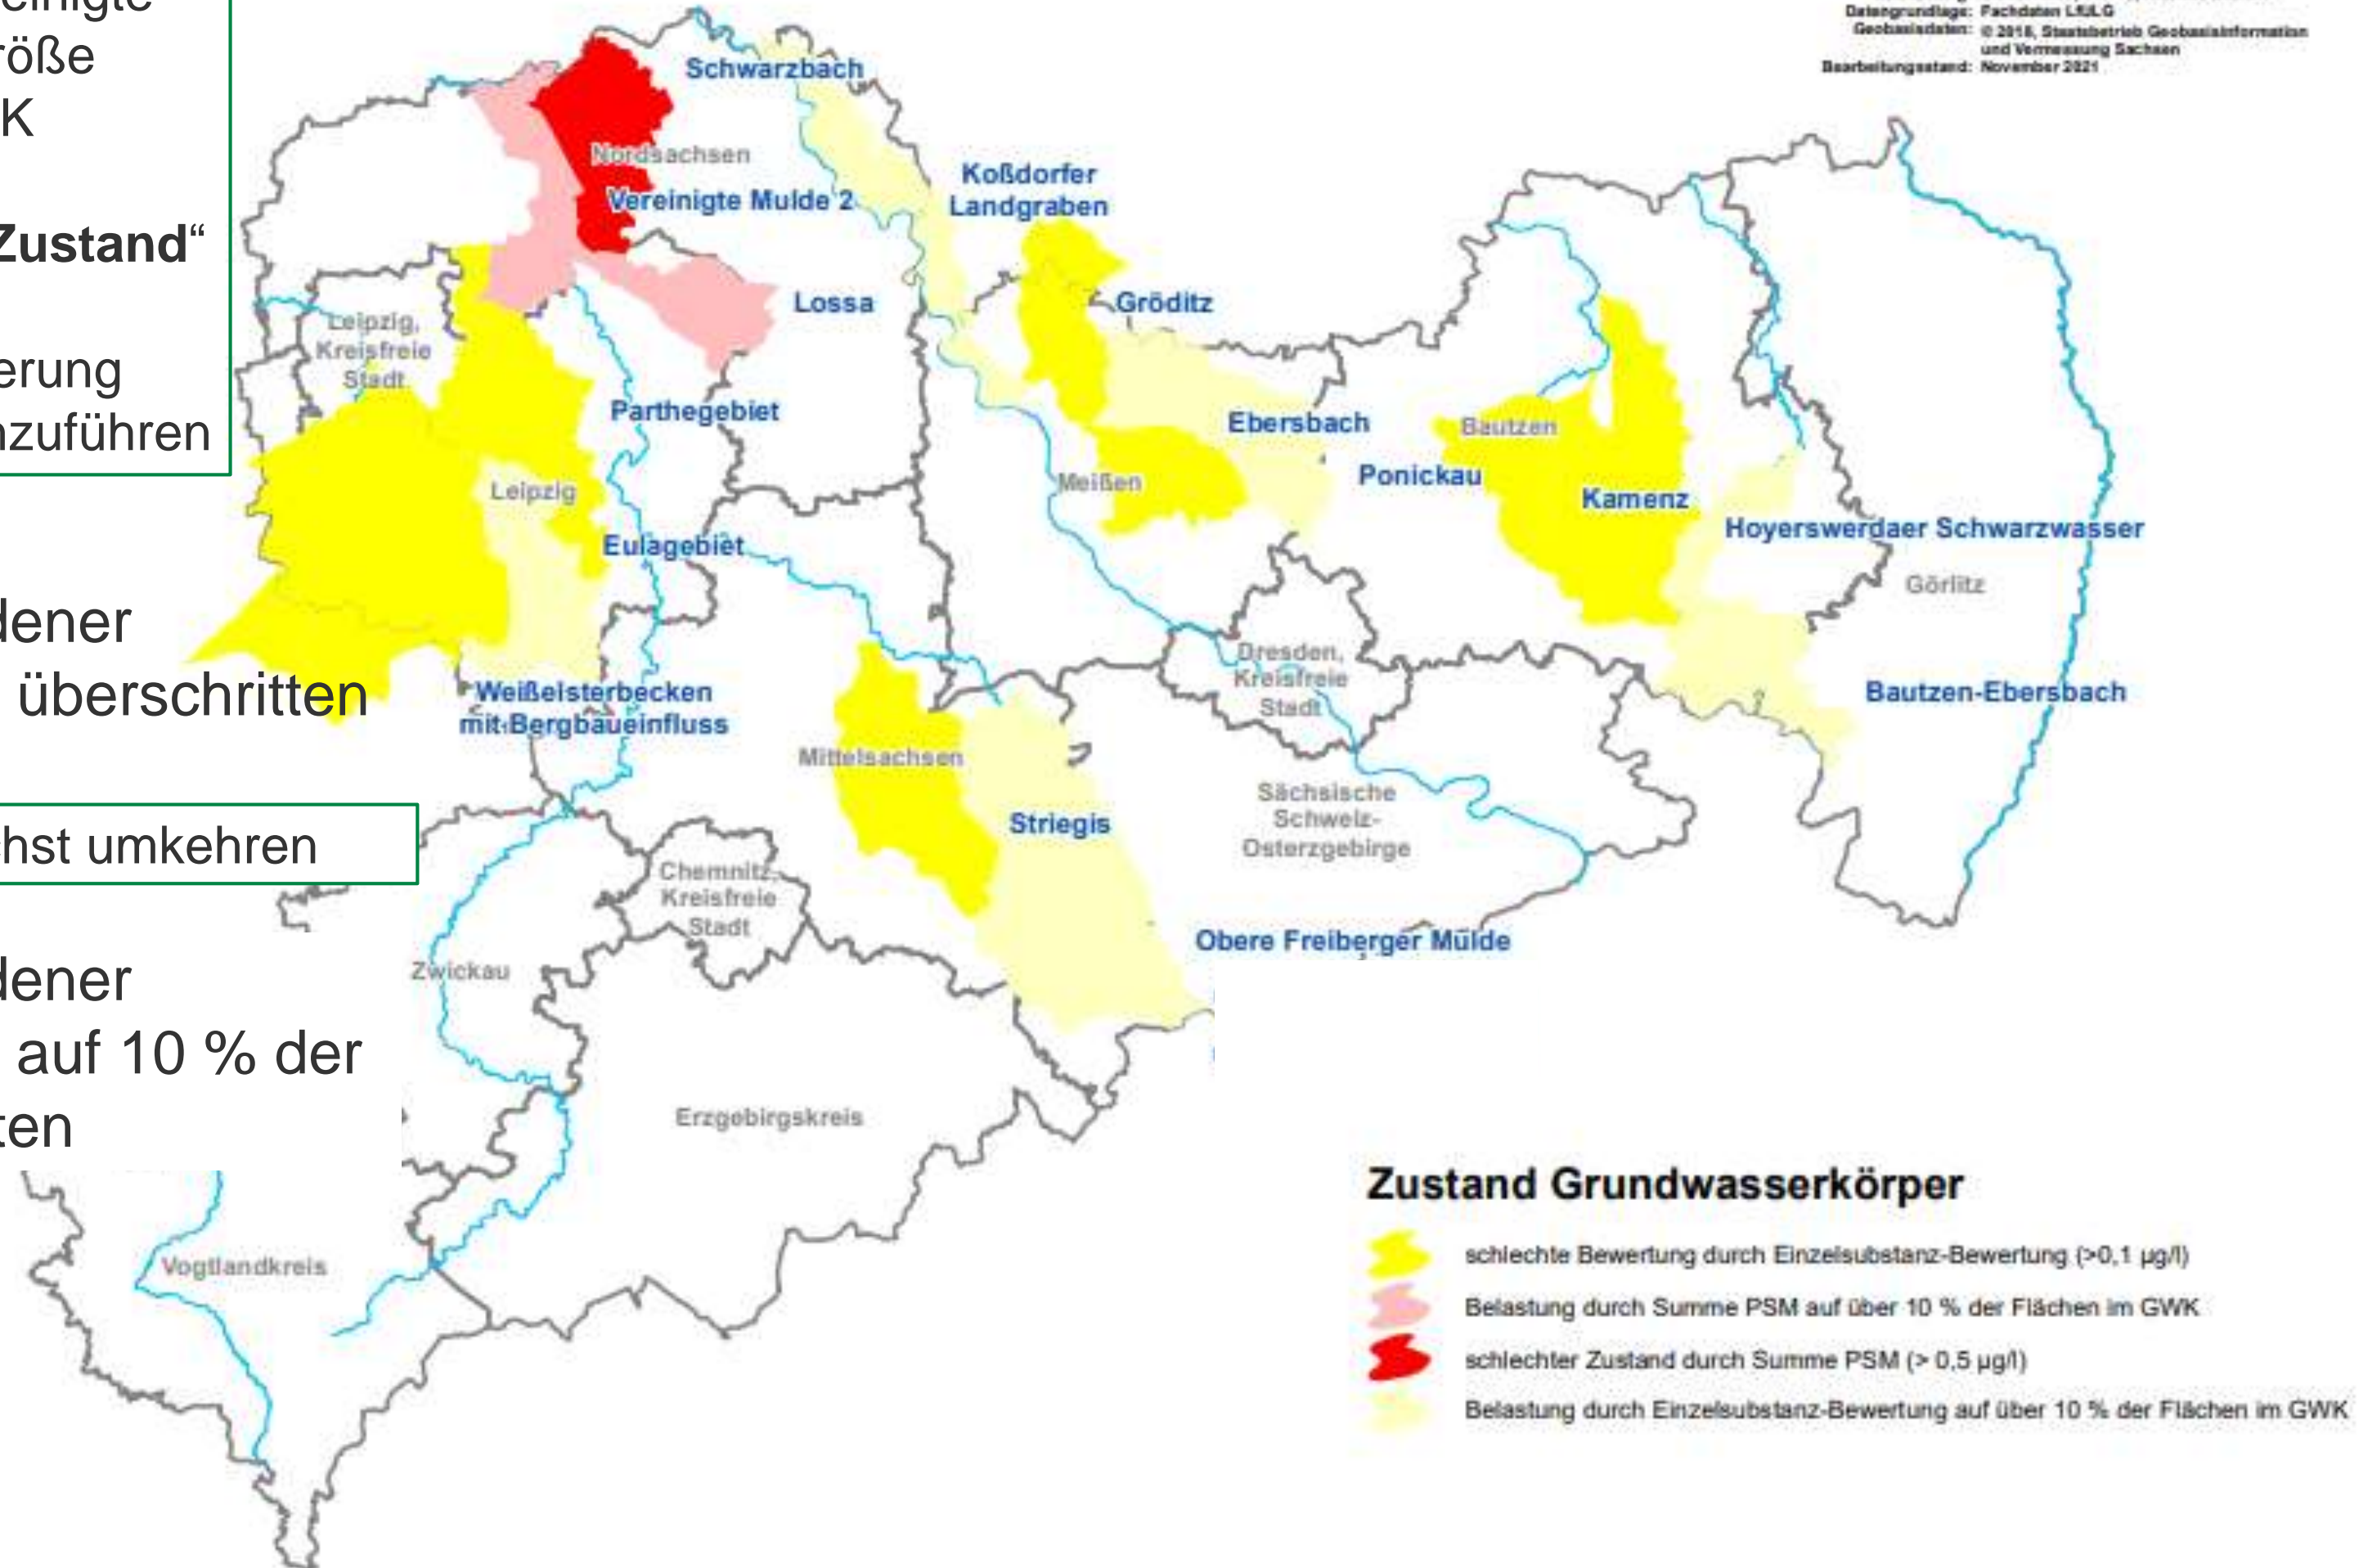 einigte
röße
K
Zustand“
erung
nzuführen
dener
überschritten
chst umkehren
dener
auf 10 % der
ten
Datengrundlage: Fachdaten LfULG
Geobasisdaten: © 2018, Staatsbetrieb Geobasisinformation
und Vermessung Sachsen
Bearbeitungsstand: November 2021
Schwarzbach
Nordsachsen
Vereinigte Mulde 2
Koßdorfer
Landgraben
Lossa
Gröditz
Leipzig,
Kreisfreie
Stadt
Parthegebiet
Ebersbach
Bautzen
Ponickau
Meißen
Leipzig
Kamenz
Hoyerswerdaer Schwarzwasser
Eulagebiet
Görlitz
Dresden,
Kreisfreie
Stadt
Weißelsterbecken
mit Bergbaueinfluss
Bautzen-Ebersbach
Mittelsachsen
Sächsische
Schweiz-
Osterzgebirge
Striegis
Chemnitz,
Kreisfreie
Stadt
Obere Freiberger Mulde
Zwickau
Erzgebirgskreis
Vogtlandkreis
Zustand Grundwasserkörper
schlechte Bewertung durch Einzelsubstanz-Bewertung (>0,1 µg/l)
Belastung durch Summe PSM auf über 10 % der Flächen im GWK
schlechter Zustand durch Summe PSM (> 0,5 µg/l)
Belastung durch Einzelsubstanz-Bewertung auf über 10 % der Flächen im GWK